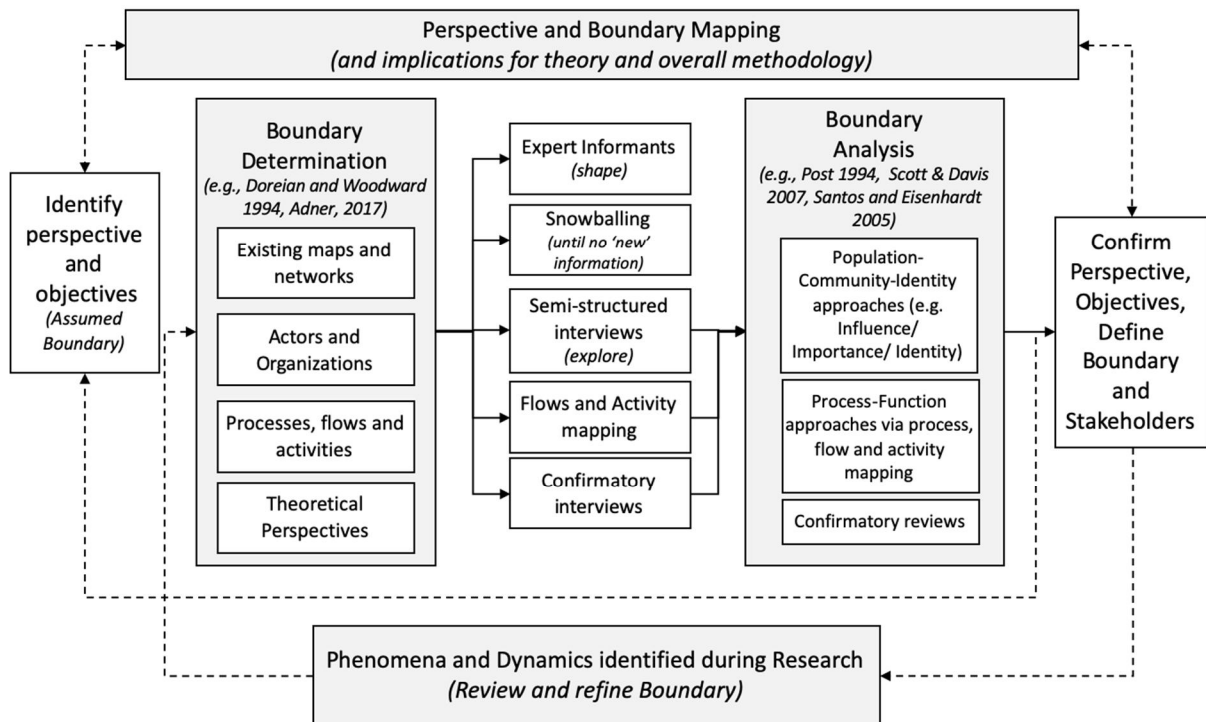 Perspective and Boundary Mapping
(and implications for theory and overall methodology)
Identify
perspective
and
objectives
(Assumed
Boundary)
Boundary
Determination
(e.g., Doreian and Woodward
1994, Adner, 2017)
Existing maps and
networks
Actors and
Organizations
Processes, flows and
activities
Theoretical
Perspectives
Expert Informants
(shape)
Snowballing
(until no ‘new’
information)
Semi-structured
interviews
(explore)
Flows and Activity
mapping
Confirmatory
interviews
Boundary
Analysis
(e.g., Post 1994, Scott & Davis
2007, Santos and Eisenhardt
2005)
Population-
Community-Identity
approaches (e.g.
Influence/
Importance/ Identity)
Process-Function
approaches via process,
flow and activity
mapping
Confirmatory reviews
Confirm
Perspective,
Objectives,
Define
Boundary
and
Stakeholders
Phenomena and Dynamics identified during Research
(Review and refine Boundary)